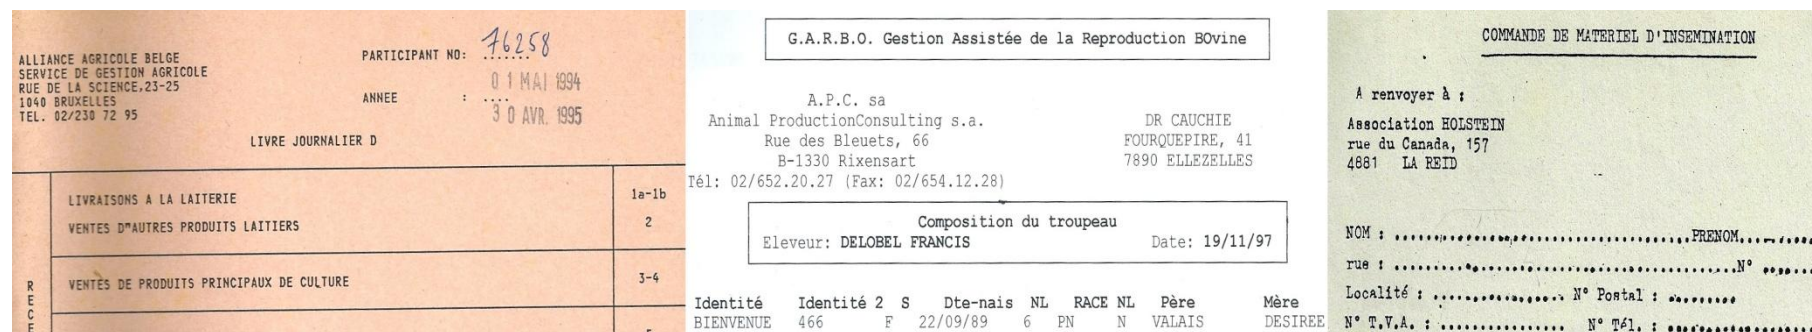 ALLIANCE AGRICOLE BELGE
SERVICE DE GESTION AGRICOLE
RUE DE LA SCIENCE,23-25
1040 BRUXELLES
TEL. 02/230 72 95
PARTICIPANT NO: 76258
01 MAI 1994
ANNEE : ....
30 AVR. 1995
LIVRE JOURNALIER D
LIVRAISONS A LA LAITERIE 1a-1b
VENTES D"AUTRES PRODUITS LAITIERS 2
VENTES DE PRODUITS PRINCIPAUX DE CULTURE 3-4
R
E
C
E
G.A.R.B.O. Gestion Assistée de la Reproduction BOvine
A.P.C. sa
Animal ProductionConsulting s.a.
Rue des Bleuets, 66
B-1330 Rixensart
Tél: 02/652.20.27 (Fax: 02/654.12.28)
DR CAUCHIE
FOURQUEPIRE, 41
7890 ELLEZELLES
Composition du troupeau
Eleveur: DELOBEL FRANCIS Date: 19/11/97
Identité Identité 2 S Dte-nais NL RACE NL Père Mère
BIENVENUE 466 F 22/09/89 6 PN N VALAIS DESIREE
COMMANDE DE MATERIEL D'INSEMINATION
A renvoyer à :
Association HOLSTEIN
rue du Canada, 157
4881 LA REID
NOM : ........................................PRENOM..........
rue : ...............................................N° ......
Localité : .................. N° Postal : .........
N° T.V.A. : .................. N° Tél. : ..........